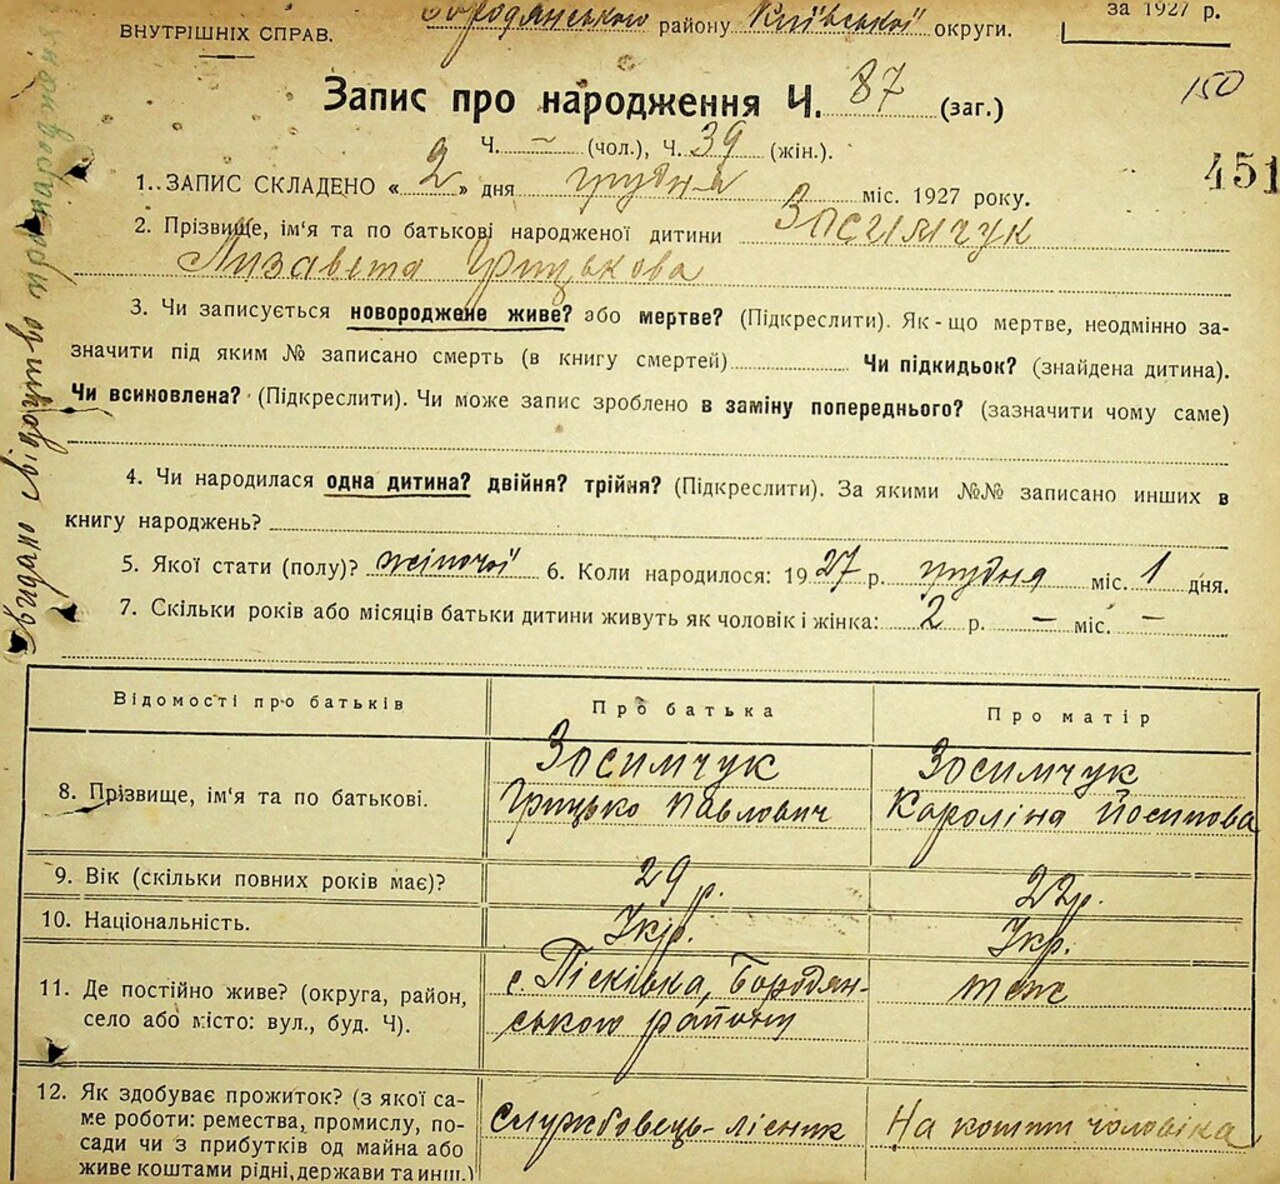 за 1927 р.
ВНУТРІШНІХ СПРАВ.
Бородянського району Київської округи.
Запис про народження Ч. 87 (заг.)
150
Ч. — (чол.), Ч. 39 (жін.).
451
1. ЗАПИС СКЛАДЕНО « 2 » дня грудня міс. 1927 року.
2. Прізвище, ім'я та по батькові народженої дитини Зосимчук
Лизавета Грицькова
3. Чи записується новороджене живе? або мертве? (Підкреслити). Як-що мертве, неодмінно за-
значити під яким № записано смерть (в книгу смертей) Чи підкидьок? (знайдена дитина).
Чи всиновлена? (Підкреслити). Чи може запис зроблено в заміну попереднього? (зазначити чому саме)
4. Чи народилася одна дитина? двійня? трійня? (Підкреслити). За якими №№ записано инших в
книгу народжень?
5. Якої стати (полу)? жіночої 6. Коли народилося: 1927 р. грудня міс. 1 дня.
7. Скільки років або місяців батьки дитини живуть як чоловік і жінка: 2 р. — міс. —
Видано свідоцтво про народження
Відомості про батьків Про батька Про матір
8. Прізвище, ім'я та по батькові. Зосимчук Грицько Павлович Зосимчук Кароліна Йосипова
9. Вік (скільки повних років має)? 29 р. 22 р.
10. Національність. Укр. Укр.
11. Де постійно живе? (округа, район,
село або місто: вул., буд. Ч).
с. Пісківка, Бородян-
ського району
теж
12. Як здобуває прожиток? (з якої са-
ме роботи: ремества, промислу, по-
сади чи з прибутків од майна або
живе коштами рідні, держави та инш.)
Службовець-лісник
На кошти чоловіка